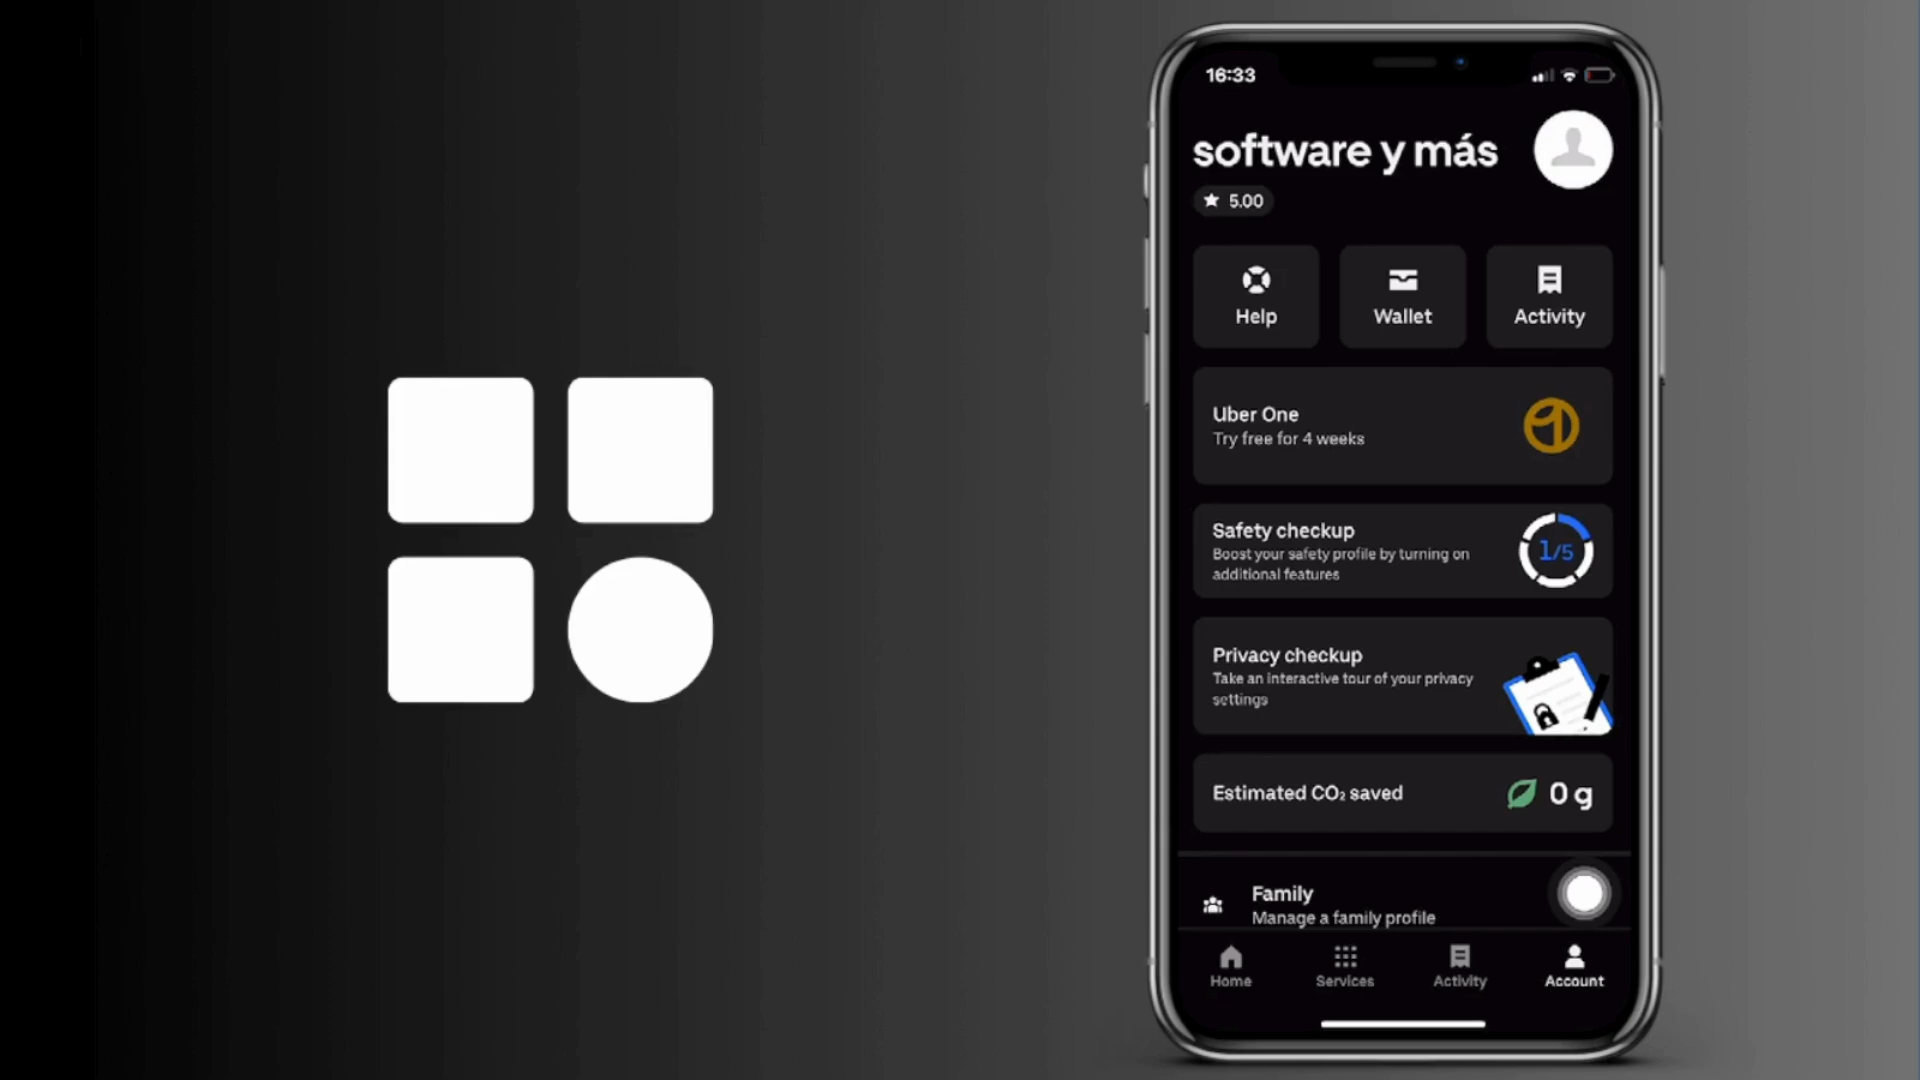 16:33
software y más
5.00
Help
Wallet
Activity
Uber One
Try free for 4 weeks
Safety checkup
Boost your safety profile by turning on
additional features
1/5
Privacy checkup
Take an interactive tour of your privacy
settings
Estimated CO₂ saved
0 g
Family
Manage a family profile
Home
Services
Activity
Account